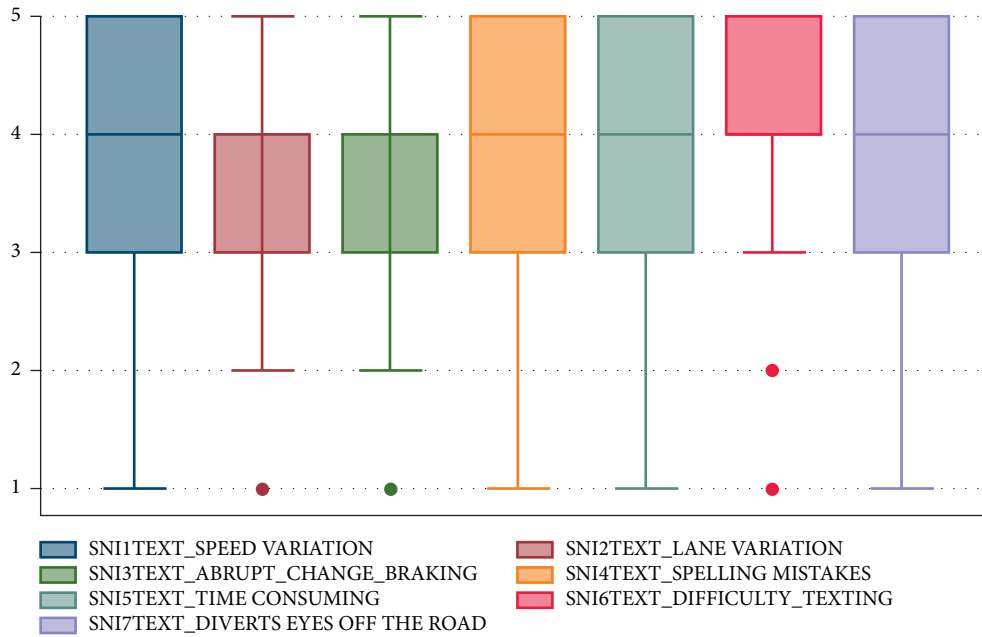 5
4
3
2
1
SNI1TEXT_SPEED VARIATION
SNI2TEXT_LANE VARIATION
SNI3TEXT_ABRUPT_CHANGE_BRAKING
SNI4TEXT_SPELLING MISTAKES
SNI5TEXT_TIME CONSUMING
SNI6TEXT_DIFFICULTY_TEXTING
SNI7TEXT_DIVERTS EYES OFF THE ROAD